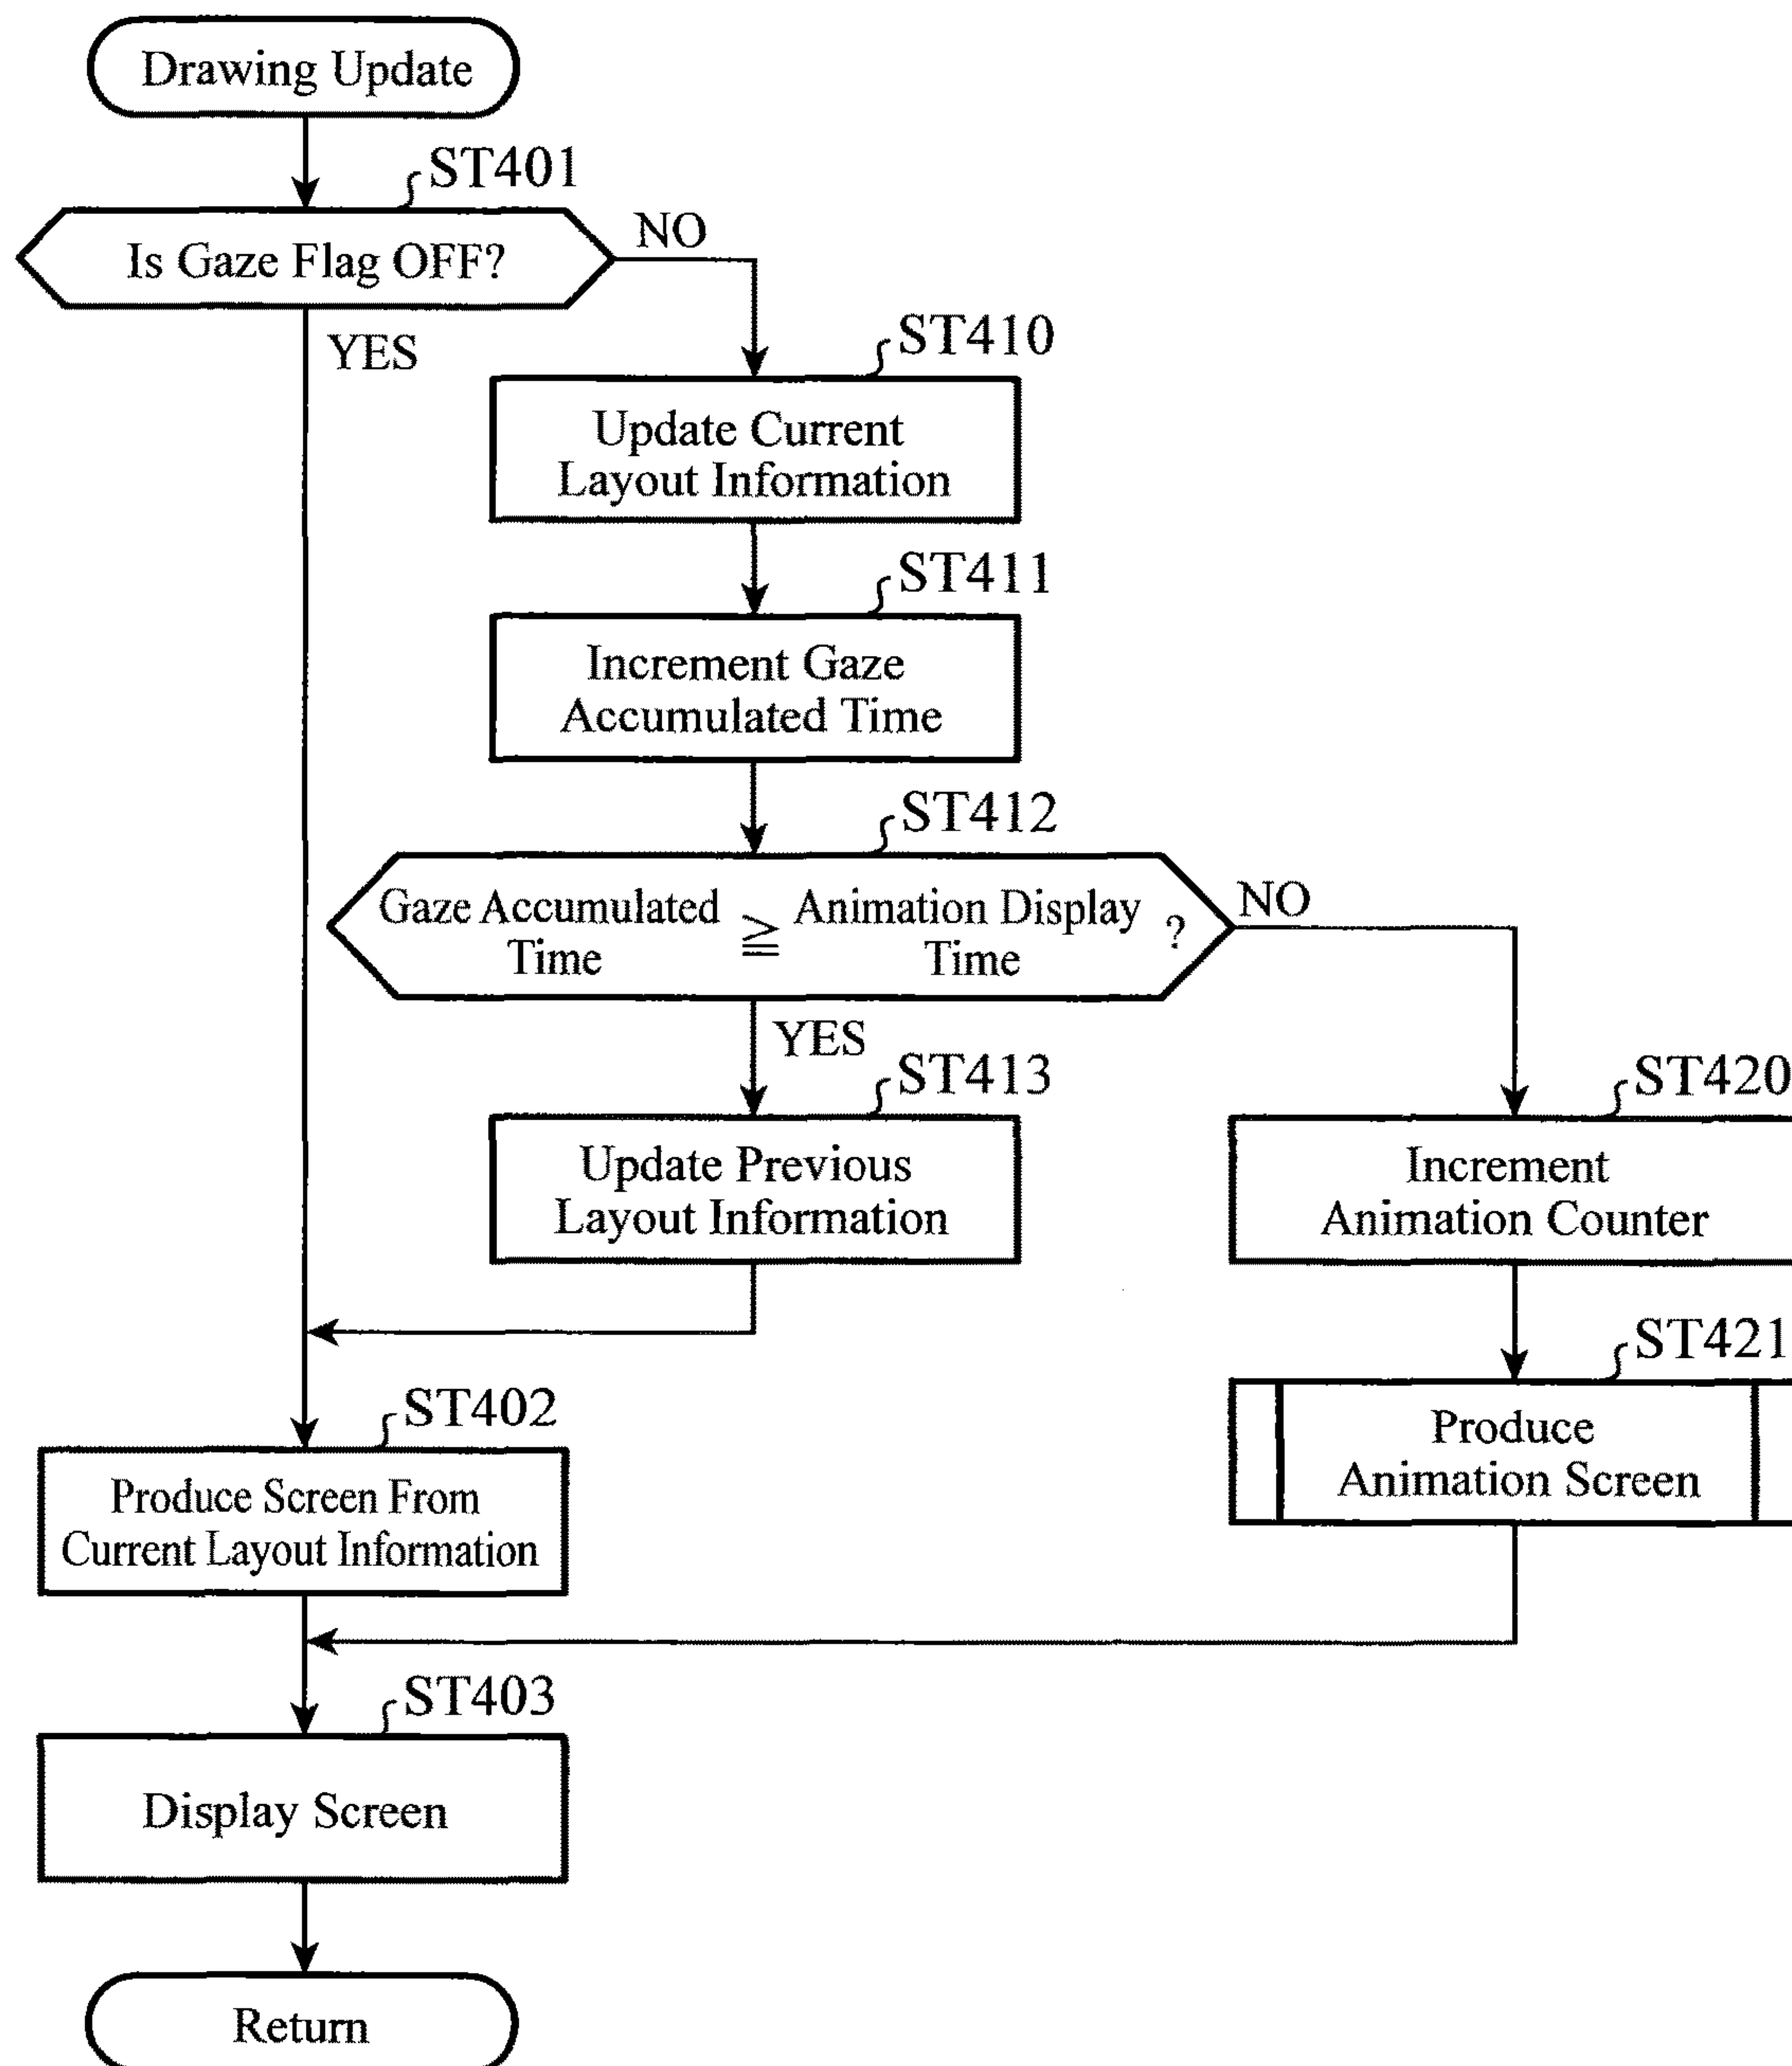 Drawing Update
ST401
Is Gaze Flag OFF?
NO
YES
ST410
Update Current
Layout Information
ST411
Increment Gaze
Accumulated Time
ST412
Gaze Accumulated
Time
≧
Animation Display
Time
?
NO
YES
ST413
Update Previous
Layout Information
ST420
Increment
Animation Counter
ST421
Produce
Animation Screen
ST402
Produce Screen From
Current Layout Information
ST403
Display Screen
Return